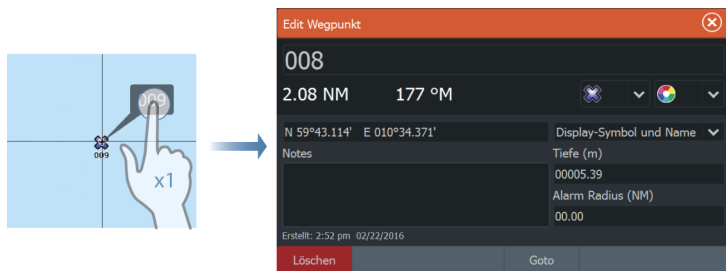 009
009
x1
Edit Wegpunkt
008
2.08 NM 177 °M
N 59°43.114' E 010°34.371' Display-Symbol und Name
Notes Tiefe (m)
00005.39
Alarm Radius (NM)
00.00
Erstellt: 2:52 pm 02/22/2016
Löschen Goto